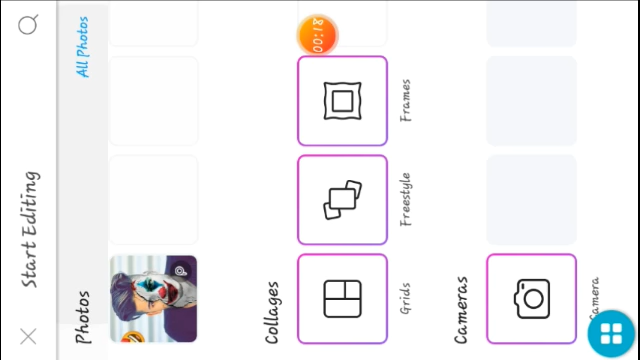 Start Editing
Photos
All Photos
Collages
00:18
Grids
Freestyle
Frames
Cameras
Camera